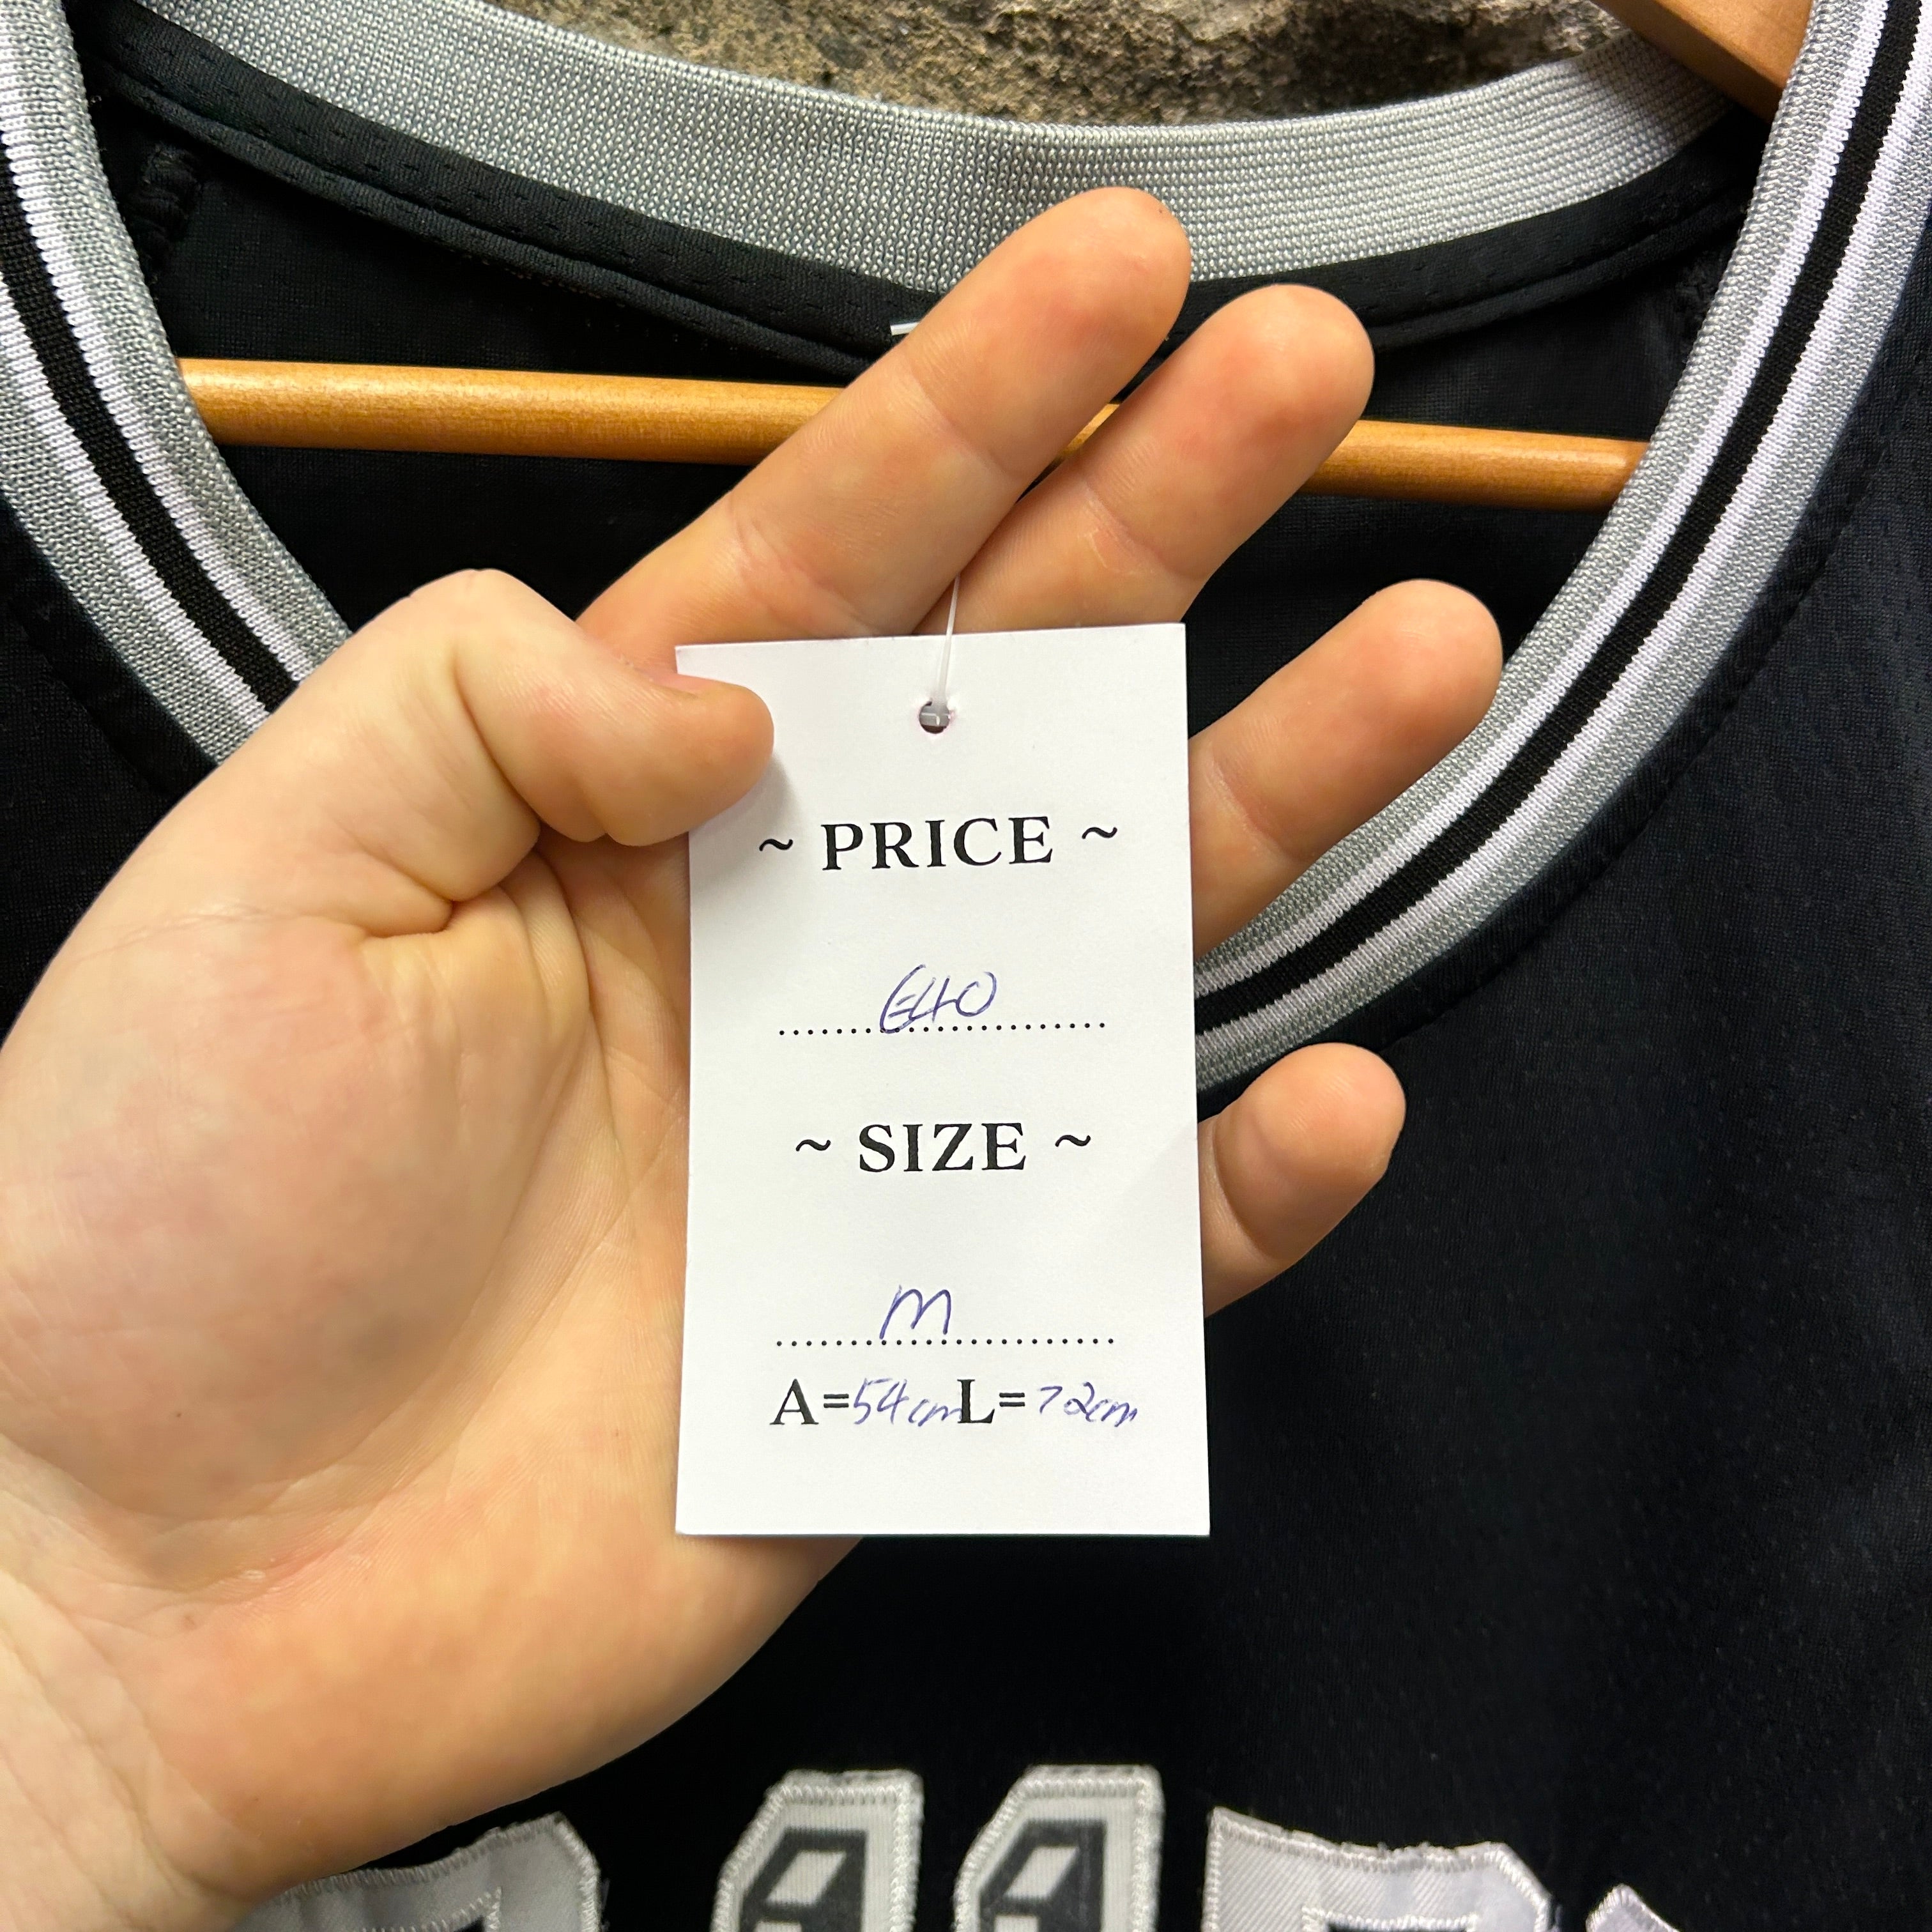 ~ PRICE ~
€40
~ SIZE ~
M
A=54cm L=72cm